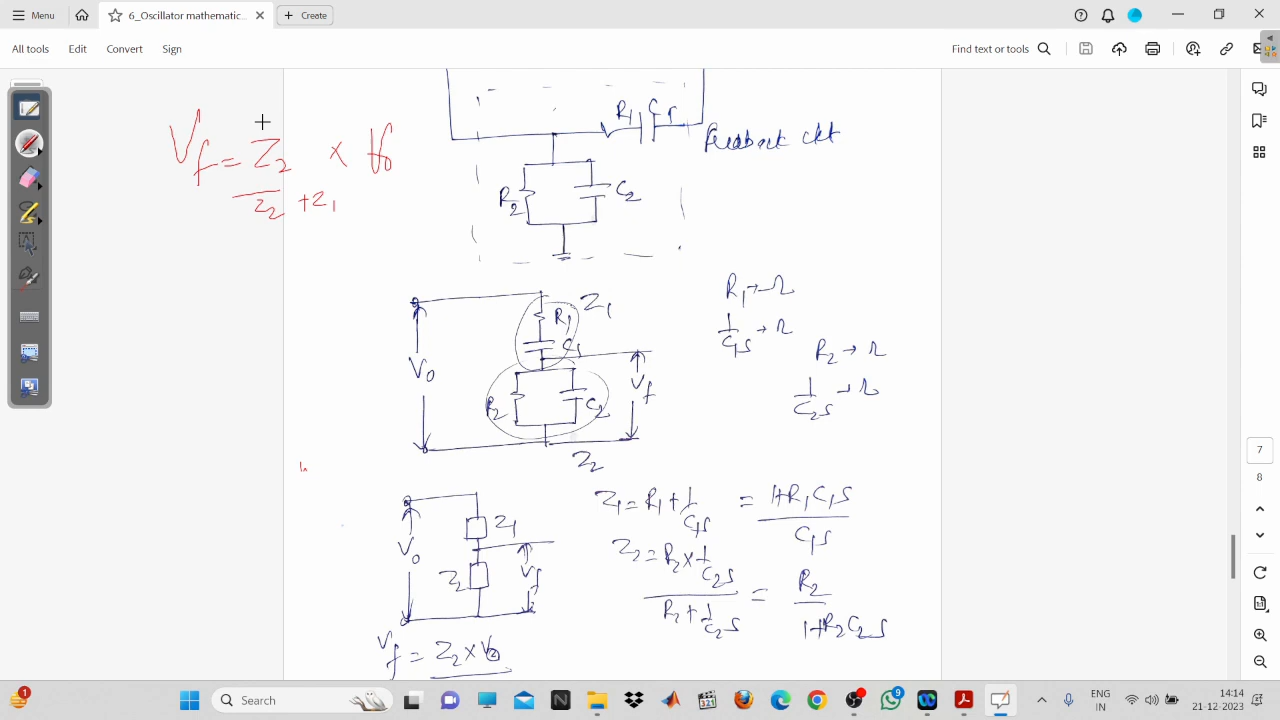 Menu
6_Oscillator mathematic...
Create
All tools Edit Convert Sign
Find text or tools
Vf = Z2 × V0
Z2 + Z1
R1 C1
Feedback ckt
R2 C2
V0 R1 C1 Z1
R2 C2 Z2 Vf
R1 → Ω
1/C1S → Ω
R2 → Ω
1/C2S → Ω
V0 Z1
Z2 Vf
Z1 = R1 + 1/C1S = 1+R1C1S
C1S
Z2 = R2 × 1/C2S
R2 + 1/C2S
= R2
1+R2C2S
Vf = Z2 × V0
7
8
1
Search
321
9
ENG
IN
14:14
21-12-2023